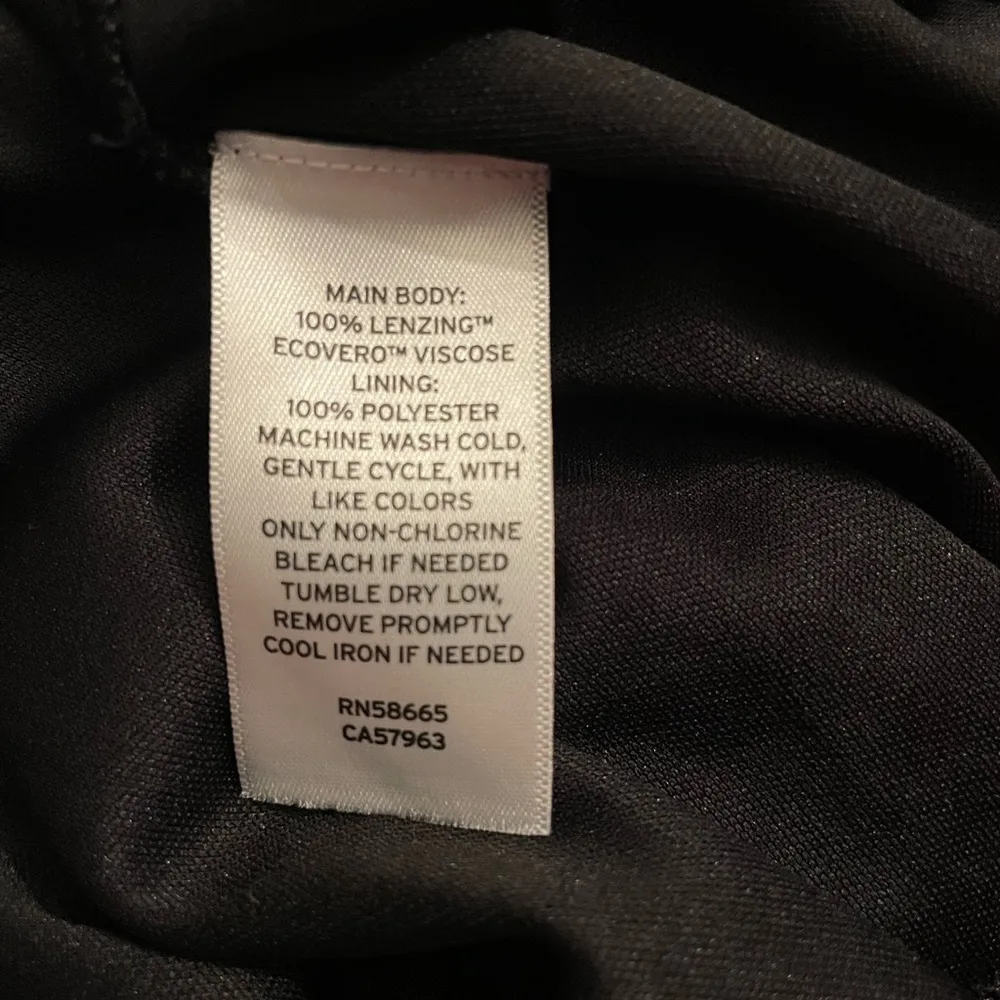 MAIN BODY:
100% LENZING™
ECOVERO™ VISCOSE
LINING:
100% POLYESTER
MACHINE WASH COLD,
GENTLE CYCLE, WITH
LIKE COLORS
ONLY NON-CHLORINE
BLEACH IF NEEDED
TUMBLE DRY LOW,
REMOVE PROMPTLY
COOL IRON IF NEEDED
RN58665
CA57963